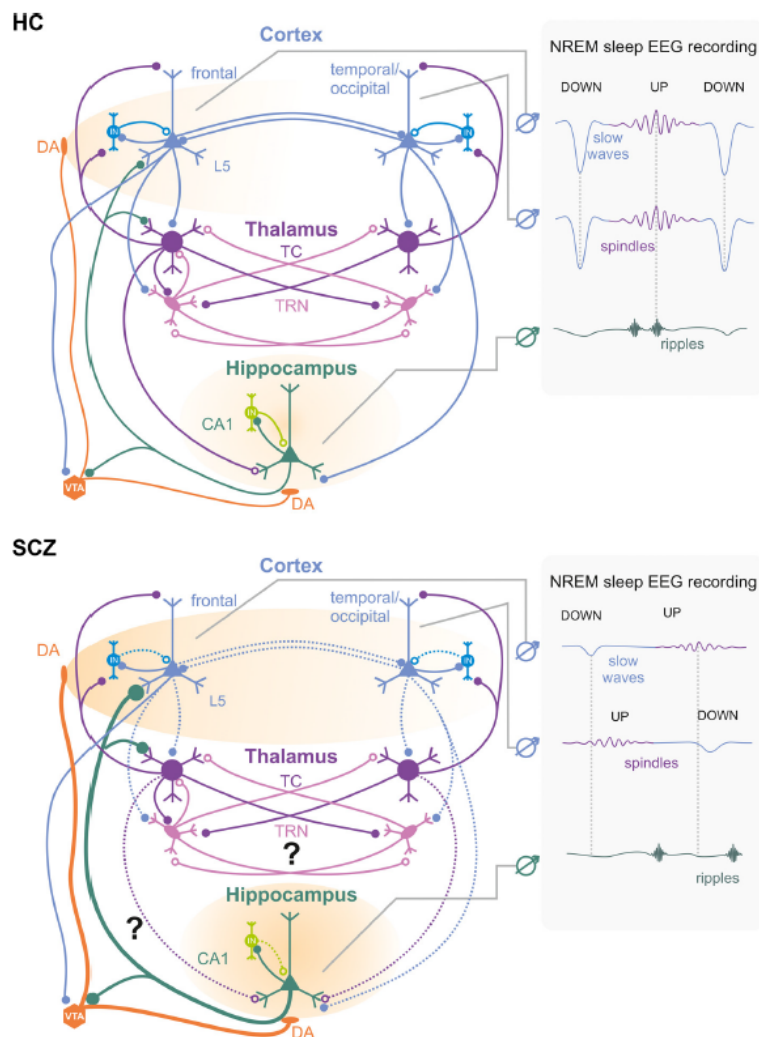 HC
Cortex
frontal
temporal/
occipital
IN
IN
DA
L5
Thalamus
TC
TRN
Hippocampus
IN
CA1
VTA
DA
NREM sleep EEG recording
DOWN
UP
DOWN
slow
waves
spindles
ripples
SCZ
Cortex
frontal
temporal/
occipital
DA
IN
IN
L5
Thalamus
TC
TRN
?
Hippocampus
?
IN
CA1
VTA
DA
NREM sleep EEG recording
DOWN
UP
slow
waves
UP
DOWN
spindles
ripples